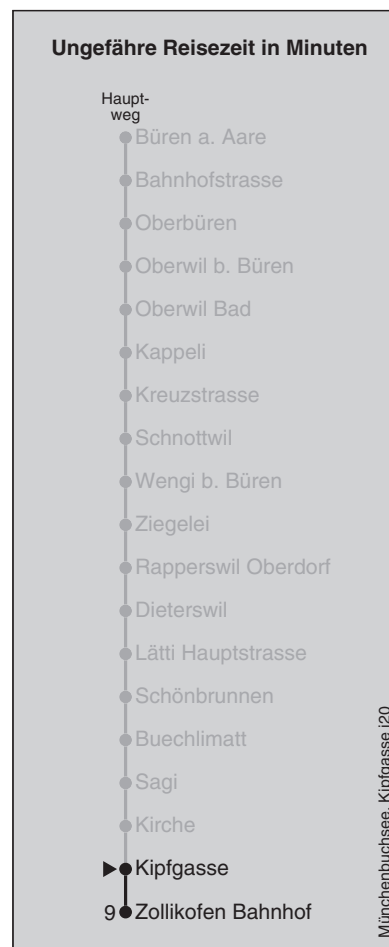 Ungefähre Reisezeit in Minuten
Haupt-
weg
Büren a. Aare
Bahnhofstrasse
Oberbüren
Oberwil b. Büren
Oberwil Bad
Kappeli
Kreuzstrasse
Schnottwil
Wengi b. Büren
Ziegelei
Rapperswil Oberdorf
Dieterswil
Lätti Hauptstrasse
Schönbrunnen
Buechlimatt
Sagi
Kirche
Kipfgasse
9 Zollikofen Bahnhof
Münchenbuchsee, Kipfgasse j20